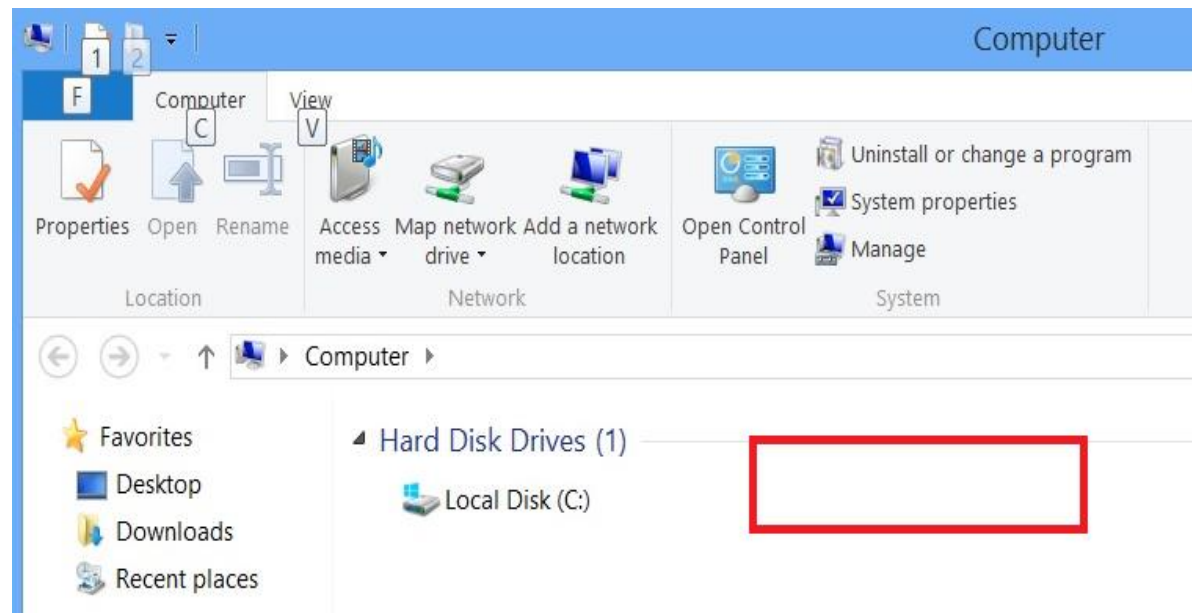 1 2
Computer
F Computer View
C V
Uninstall or change a program
System properties
Properties Open Rename Access Map network Add a network Open Control Manage
media drive location Panel
Location Network System
Computer
Favorites Hard Disk Drives (1)
Desktop Local Disk (C:)
Downloads
Recent places